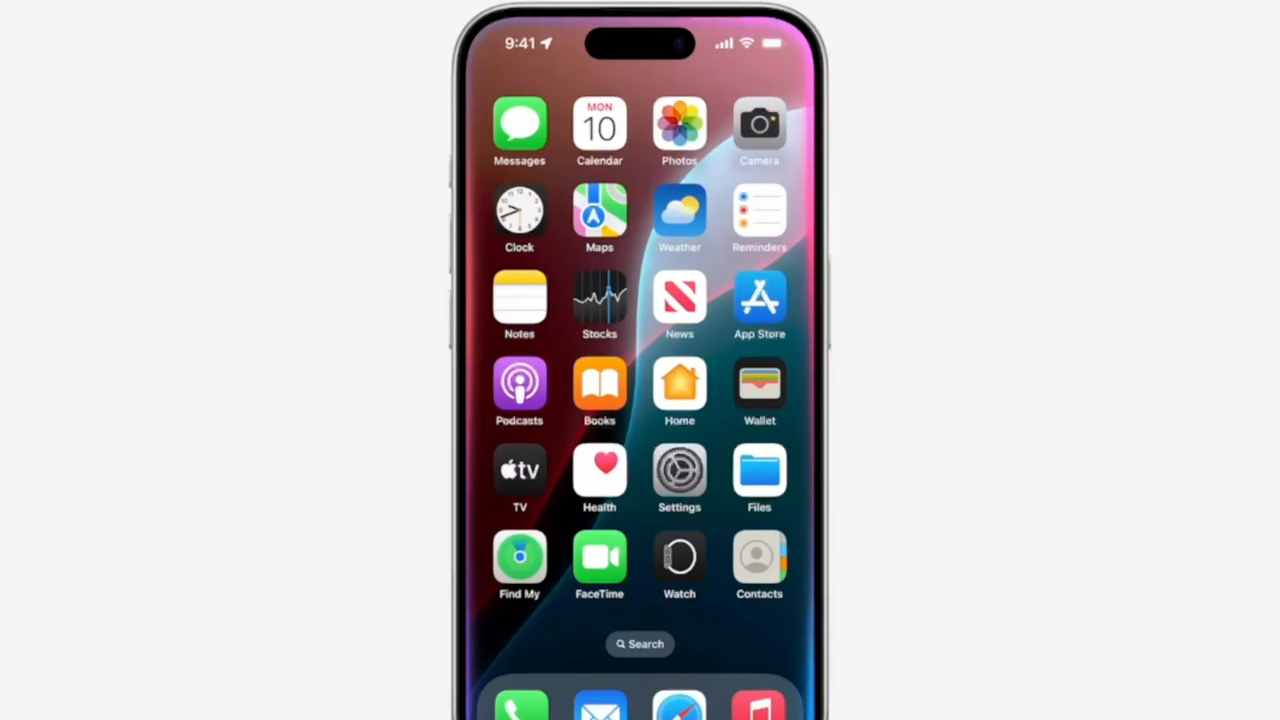 9:41
MON
10
Messages Calendar Photos Camera
Clock Maps Weather Reminders
Notes Stocks News App Store
Podcasts Books Home Wallet
tv
TV Health Settings Files
Find My FaceTime Watch Contacts
Search